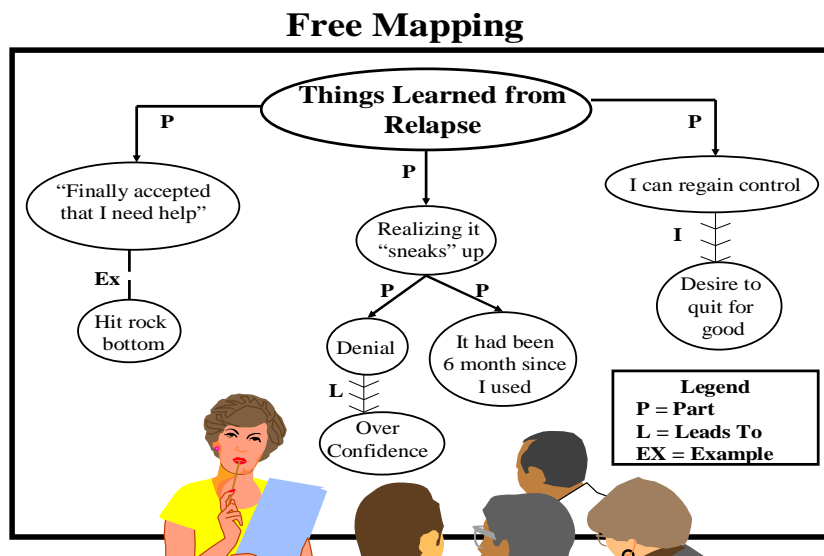 Free Mapping
Things Learned from
Relapse
P
P
P
“Finally accepted
that I need help”
I can regain control
Realizing it
“sneaks” up
Ex
I
Hit rock
bottom
P
P
Desire to
quit for
good
Denial
It had been
6 month since
I used
L
Over
Confidence
Legend
P = Part
L = Leads To
EX = Example